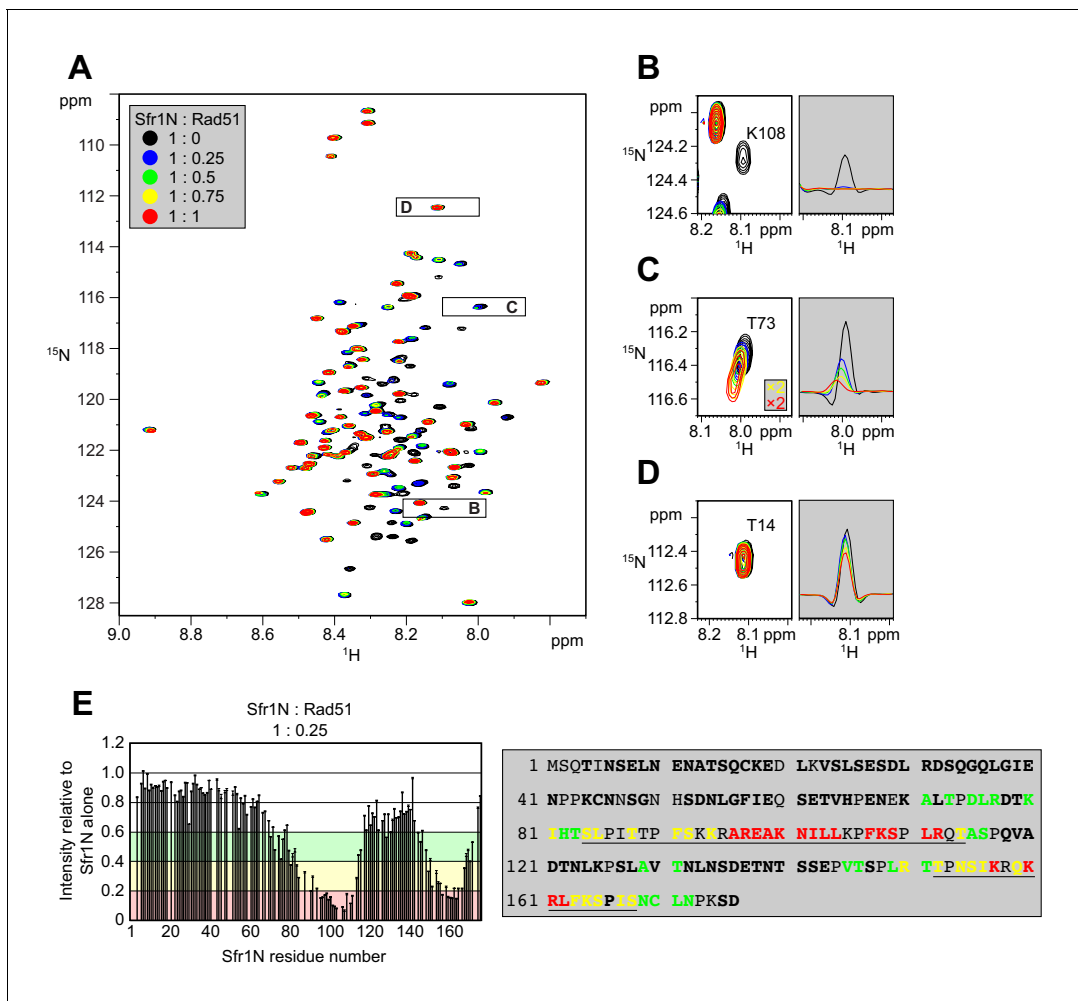 A
ppm
Sfr1N : Rad51
1 : 0
1 : 0.25
1 : 0.5
1 : 0.75
1 : 1
110
112
114
116
118
120
122
124
126
128
15N
D
C
B
9.0
8.8
8.6
8.4
8.2
8.0
ppm
1H
B
ppm
15N
124.2
124.4
124.6
K108
8.2
8.1
ppm
1H
8.1
ppm
1H
C
ppm
15N
116.2
116.4
116.6
T73
×2
×2
8.1
8.0
ppm
1H
8.0
ppm
1H
D
ppm
15N
112.4
112.6
112.8
T14
8.2
8.1
ppm
1H
8.1
ppm
1H
E
Sfr1N : Rad51
1 : 0.25
Intensity relative to
Sfr1N alone
1.2
1.0
0.8
0.6
0.4
0.2
0
1
20
40
60
80
100
120
140
160
Sfr1N residue number
1 MSQTINSELN ENATSQCKED LKVSLSESDL RDSQGQLGIE
41 NPPKCNNSGN HSDNLGFIEQ SETVHPENEK ALTPDLRDTK
81 IHTSLPITTP FSKKRAREAK NILLKPFKSP LRQTASPQVA
121 DTNLKPSLAV TNLNSDETNT SSEPVTSPLR TTPNSIKRQK
161 RLFKSPISNC LNPKSD